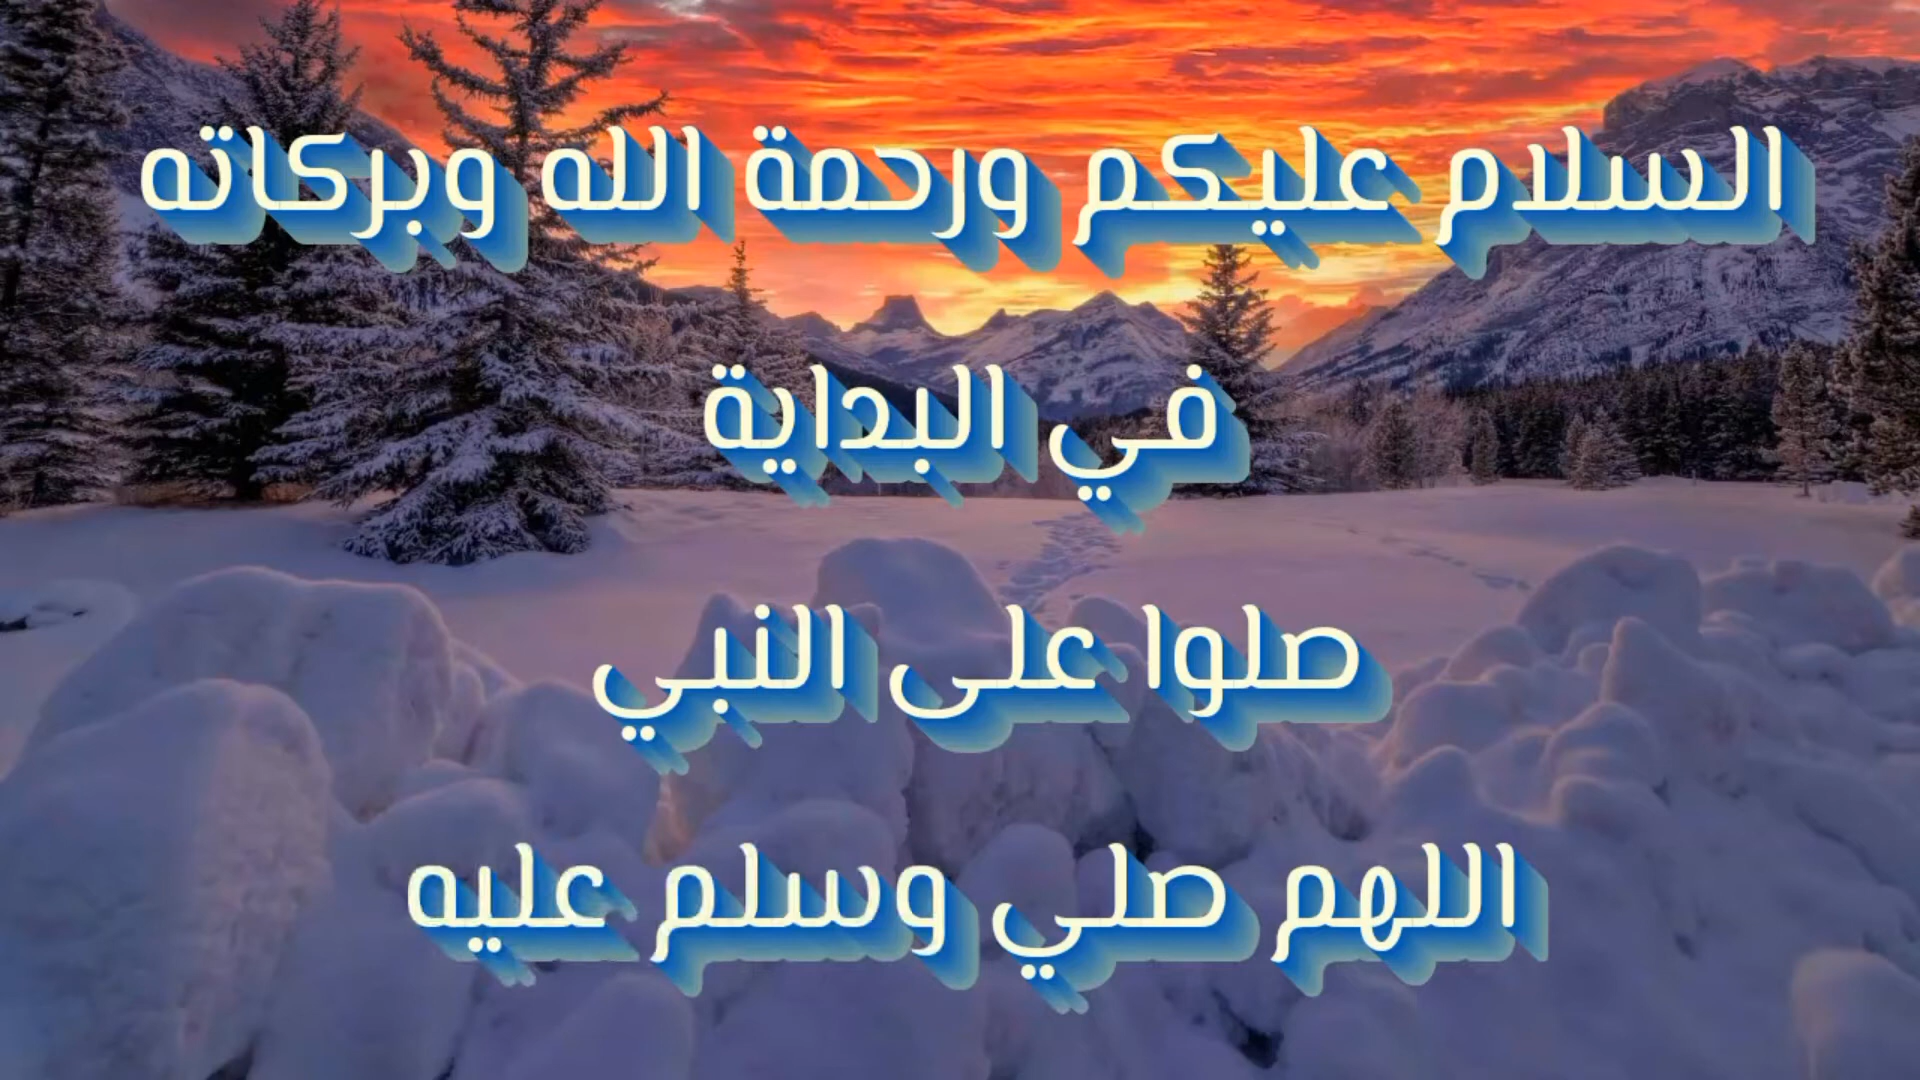 السلام عليكم ورحمة الله وبركاته
في البداية
صلوا على النبي
اللهم صلي وسلم عليه